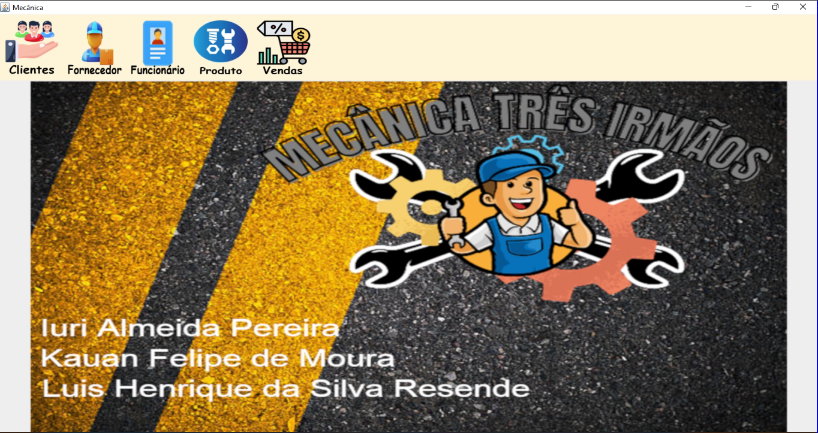 Mecânica
Clientes
Fornecedor
Funcionário
Produto
Vendas
MECÂNICA TRÊS IRMÃOS
Iuri Almeida Pereira
Kauan Felipe de Moura
Luis Henrique da Silva Resende